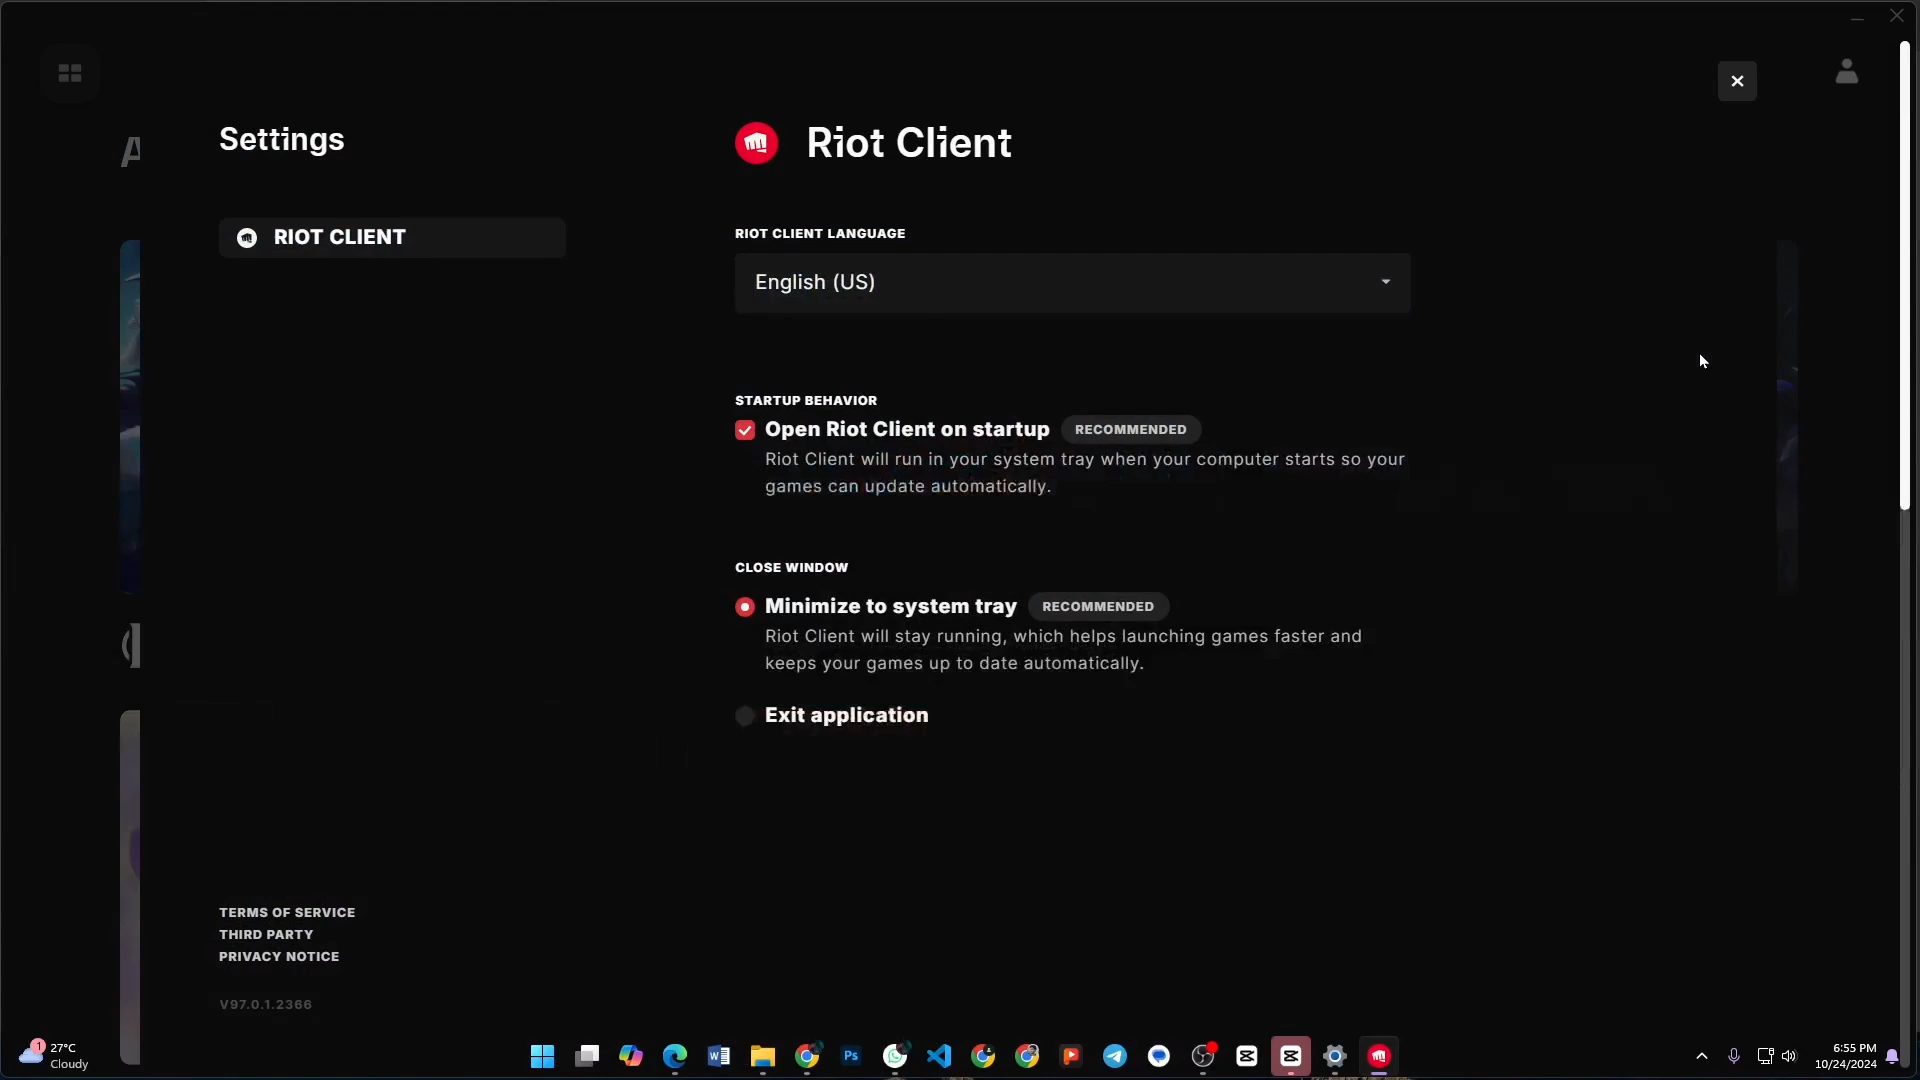 Settings
RIOT CLIENT
Riot Client
RIOT CLIENT LANGUAGE
English (US)
STARTUP BEHAVIOR
Open Riot Client on startup RECOMMENDED
Riot Client will run in your system tray when your computer starts so your
games can update automatically.
CLOSE WINDOW
Minimize to system tray RECOMMENDED
Riot Client will stay running, which helps launching games faster and
keeps your games up to date automatically.
Exit application
TERMS OF SERVICE
THIRD PARTY
PRIVACY NOTICE
V97.0.1.2366
1
27°C
Cloudy
Ps
6:55 PM
10/24/2024